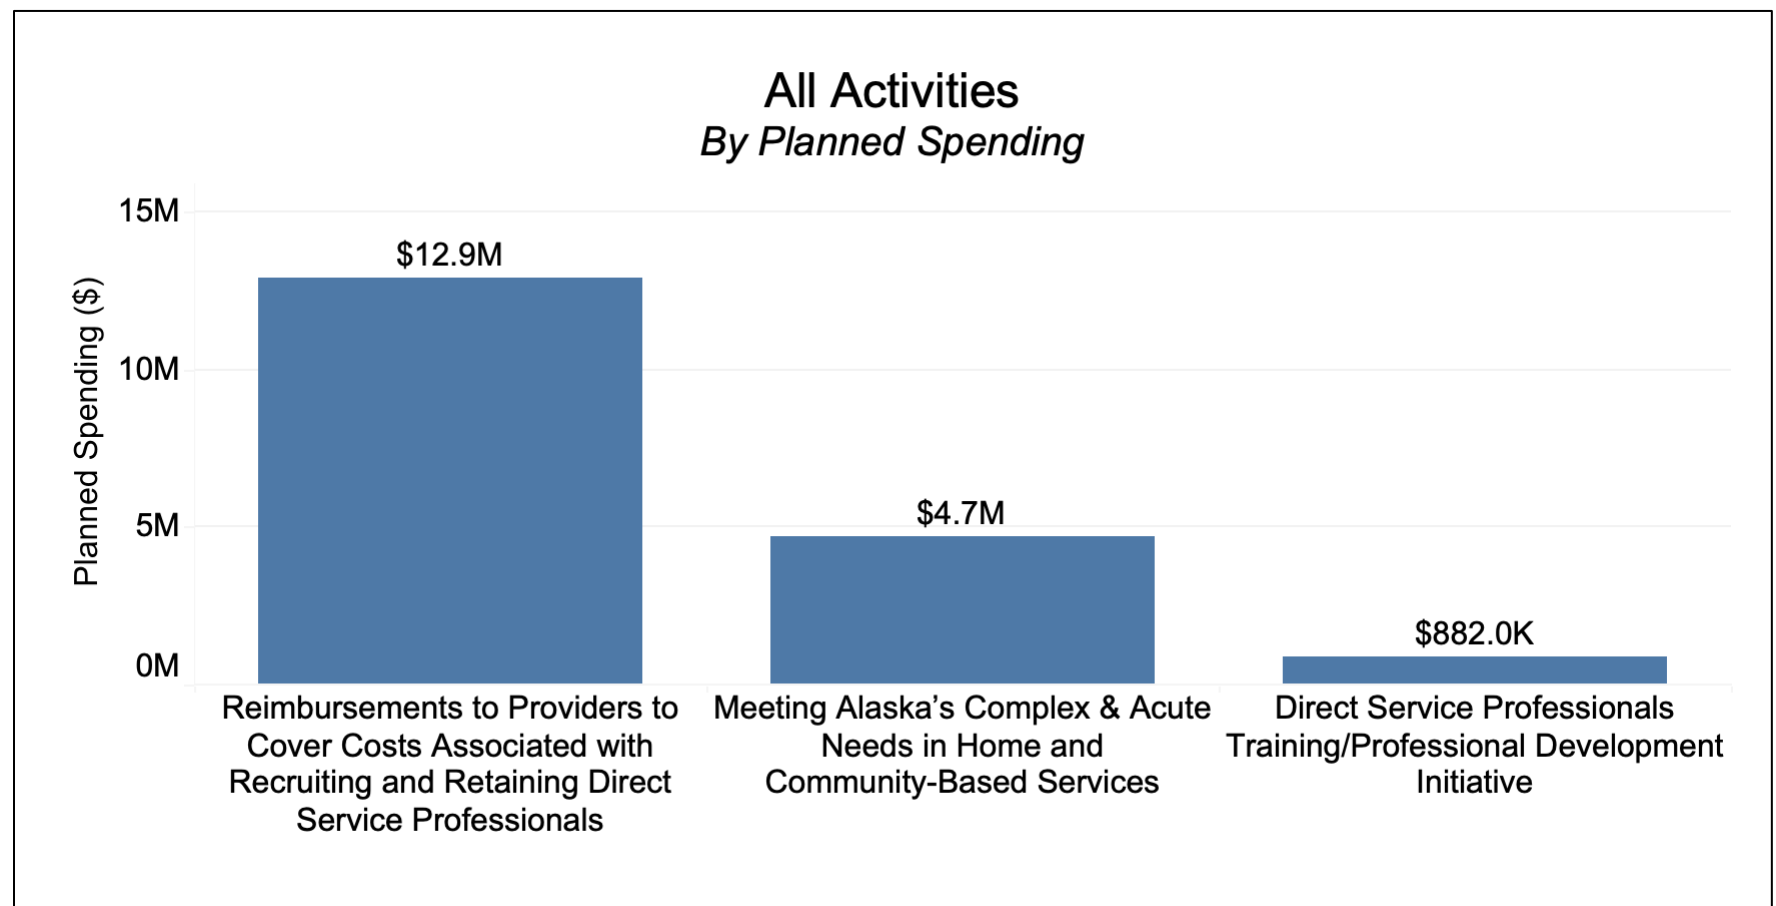 All Activities
By Planned Spending
15M
$12.9M
10M
Planned Spending ($)
5M
$4.7M
$882.0K
0M
Reimbursements to Providers to
Cover Costs Associated with
Recruiting and Retaining Direct
Service Professionals
Meeting Alaska’s Complex & Acute
Needs in Home and
Community-Based Services
Direct Service Professionals
Training/Professional Development
Initiative